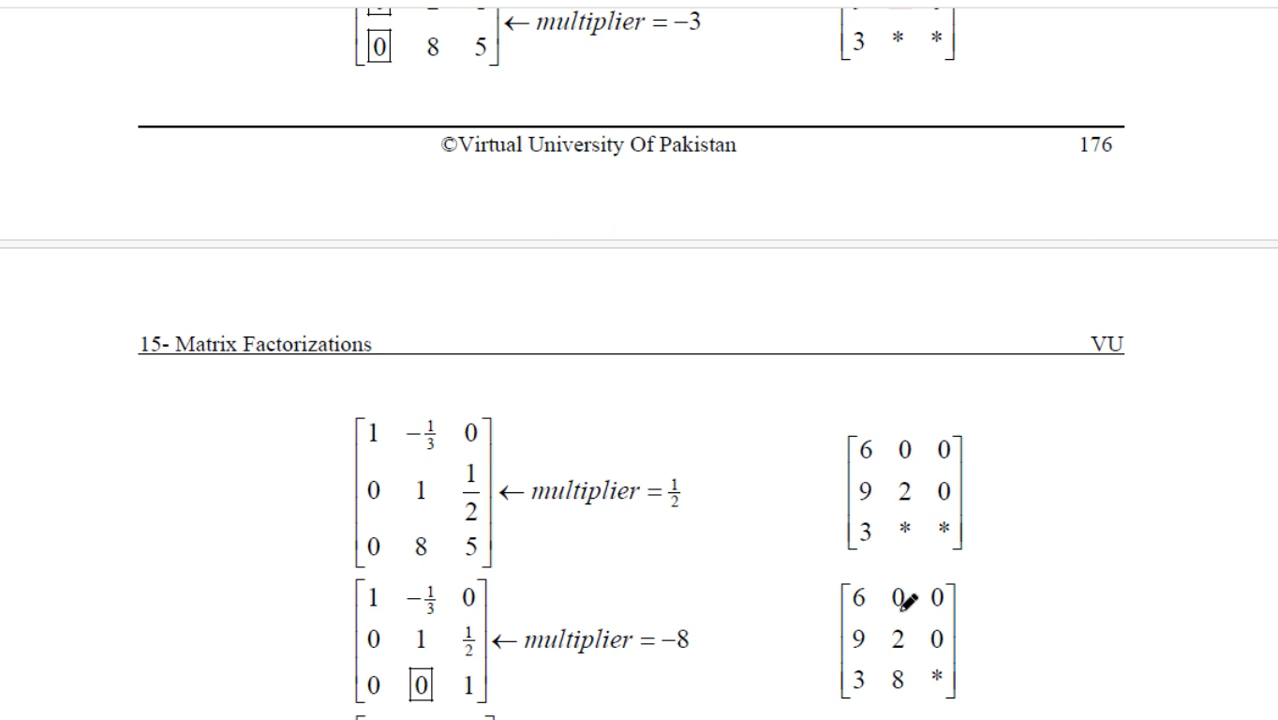 ← multiplier = −3
0 8 5
3 * *
©Virtual University Of Pakistan 176
15- Matrix Factorizations VU
1 −1/3 0
0 1 1/2 ← multiplier = 1/2
0 8 5
6 0 0
9 2 0
3 * *
1 −1/3 0
0 1 1/2 ← multiplier = −8
0 0 1
6 0 0
9 2 0
3 8 *